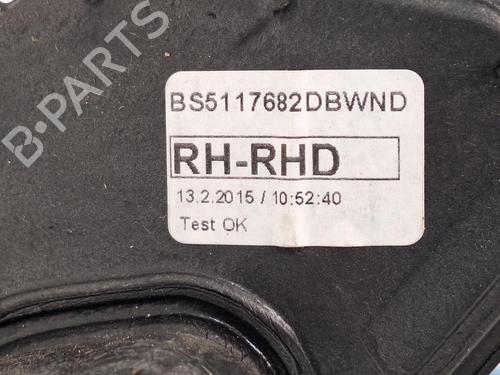 B-PARTS
BS5117682DBWND
RH-RHD
13.2.2015 / 10:52:40
Test OK